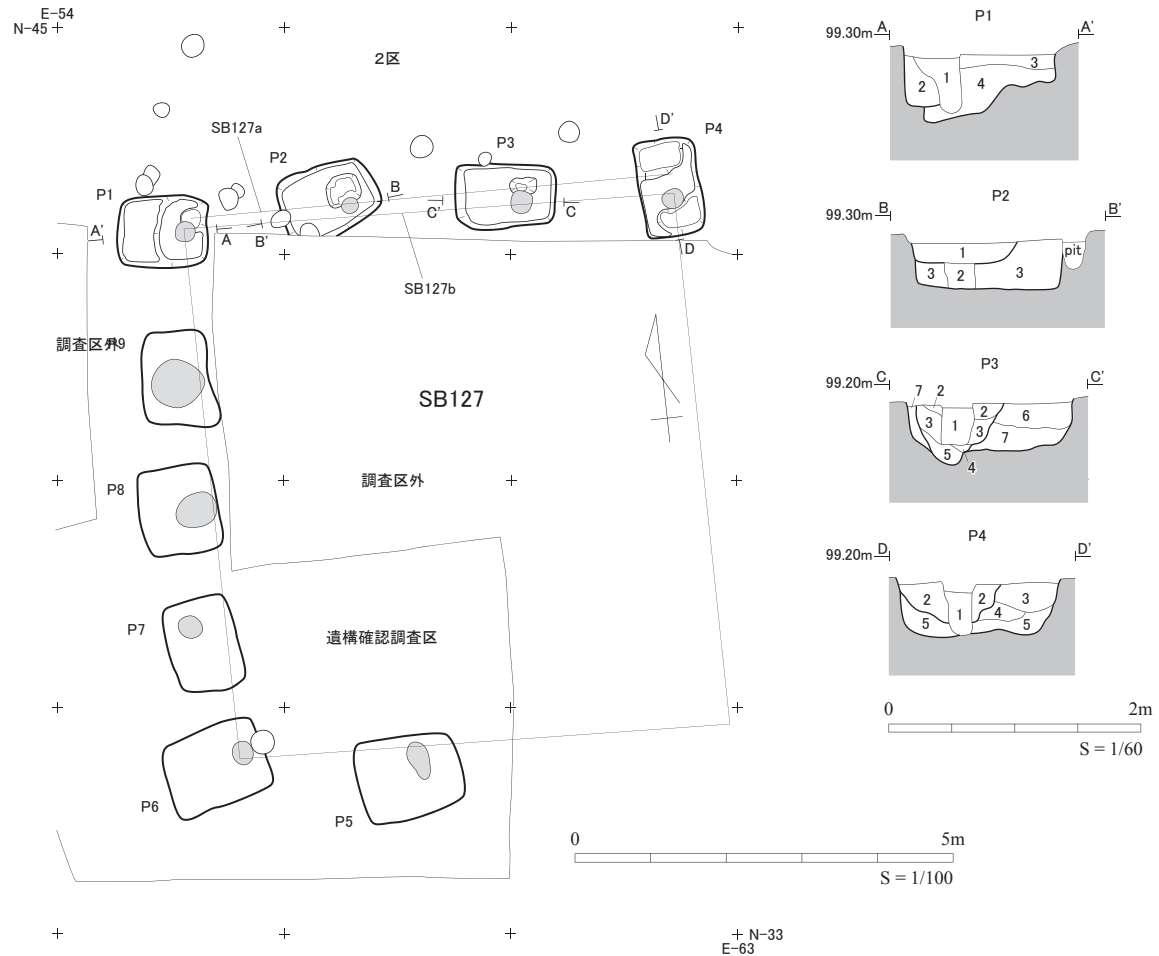 E-54
N-45
2区
SB127a
P1
P2
P3
P4
D'
B
C'
C
A'
A
B'
D
SB127b
調査区外
P9
SB127
P8
調査区外
P7
遺構確認調査区
P6
P5
0 5m
S = 1/100
N-33
E-63
P1
99.30m A A'
1
2
3
4
P2
99.30m B B'
1
3 2 3
pit
P3
99.20m C C'
7 2
3 1 2 6
3 7
5
4
P4
99.20m D D'
2 1 2 3
4
5 5
0 2m
S = 1/60